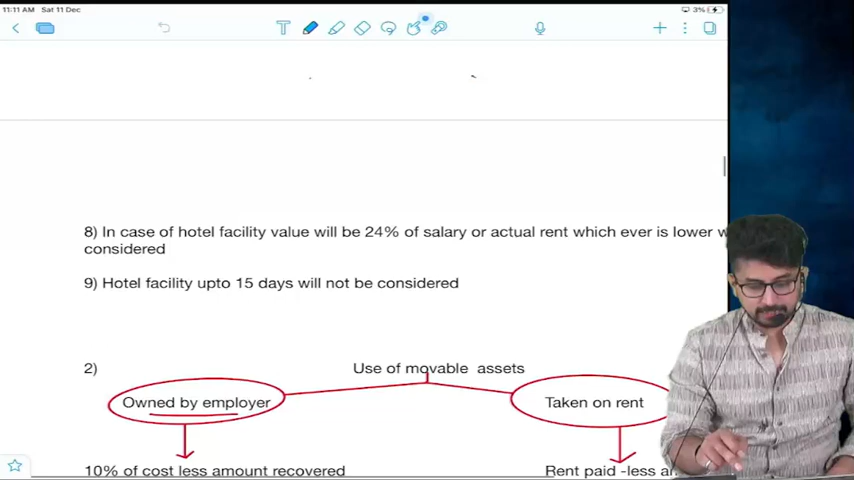 11:11 AM Sat 11 Dec
3%
T
8) In case of hotel facility value will be 24% of salary or actual rent which ever is lower
considered
9) Hotel facility upto 15 days will not be considered
2) Use of movable assets
Owned by employer Taken on rent
10% of cost less amount recovered Rent paid -less